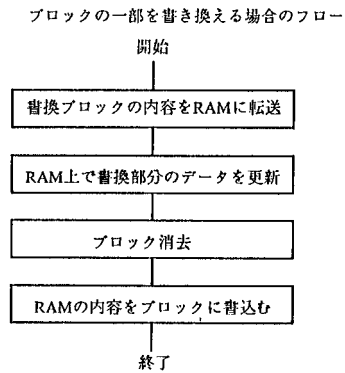 ブロックの一部を書き換える場合のフロー
開始
書換ブロックの内容をRAMに転送
RAM上で書換部分のデータを更新
ブロック消去
RAMの内容をブロックに書込む
終了